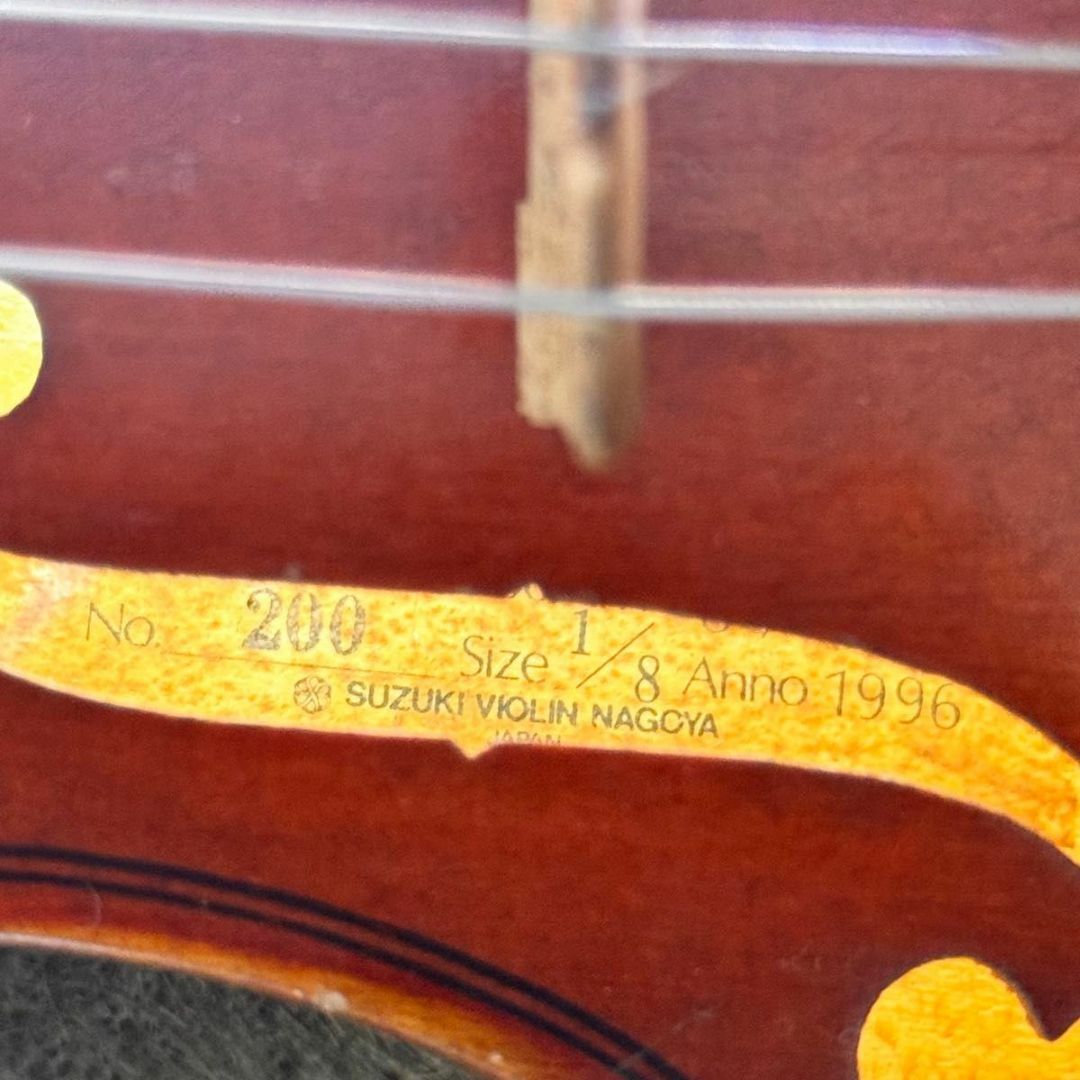 No. 200 Size 1/8 Anno 1996
SUZUKI VIOLIN NAGOYA
JAPAN